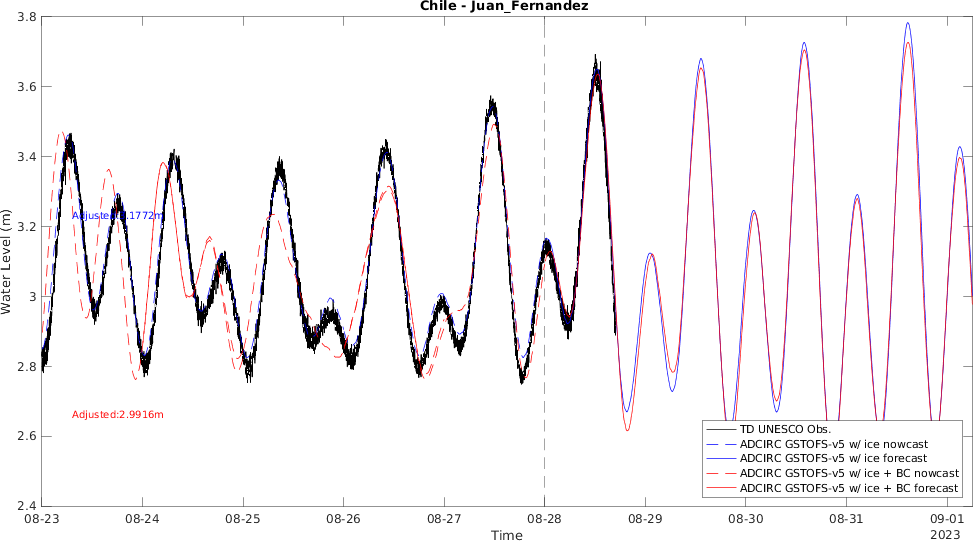 Chile - Juan_Fernandez
Water Level (m)
3.8
3.6
3.4
3.2
3
2.8
2.6
2.4
Adjusted:
Adjusted:2.9916m
TD UNESCO Obs.
ADCIRC GSTOFS-v5 w/ ice nowcast
ADCIRC GSTOFS-v5 w/ ice forecast
ADCIRC GSTOFS-v5 w/ ice + BC nowcast
ADCIRC GSTOFS-v5 w/ ice + BC forecast
08-23 08-24 08-25 08-26 08-27 08-28 08-29 08-30 08-31 09-01
2023
Time